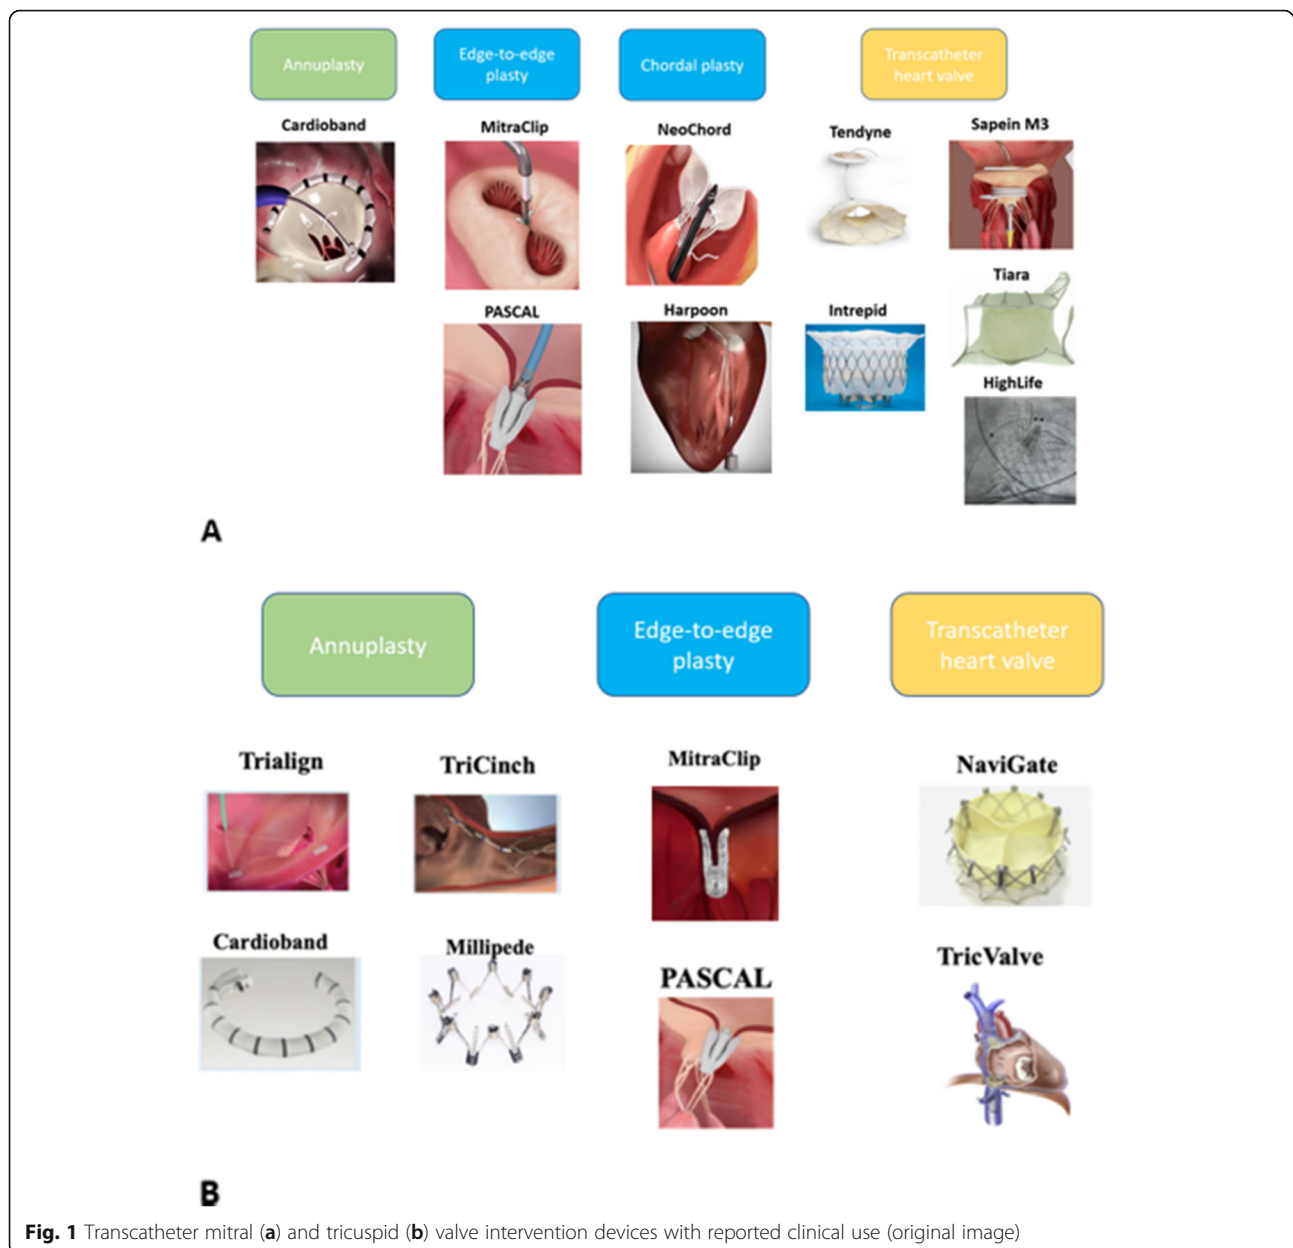 Annuplasty
Edge-to-edge
plasty
Chordal plasty
Transcatheter
heart valve
Cardioband
MitraClip
NeoChord
Tendyne
Sapein M3
PASCAL
Harpoon
Intrepid
Tiara
HighLife
A
Annuplasty
Edge-to-edge
plasty
Transcatheter
heart valve
Trialign
TriCinch
MitraClip
NaviGate
Cardioband
Millipede
PASCAL
TricValve
B
Fig. 1 Transcatheter mitral (a) and tricuspid (b) valve intervention devices with reported clinical use (original image)